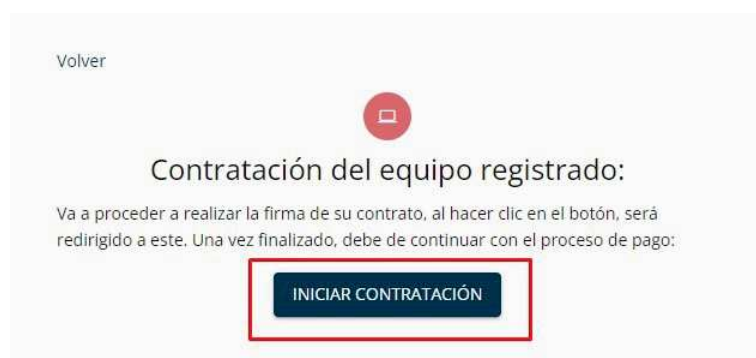 Volver
Contratación del equipo registrado:
Va a proceder a realizar la firma de su contrato, al hacer clic en el botón, será
redirigido a este. Una vez finalizado, debe de continuar con el proceso de pago:
INICIAR CONTRATACIÓN